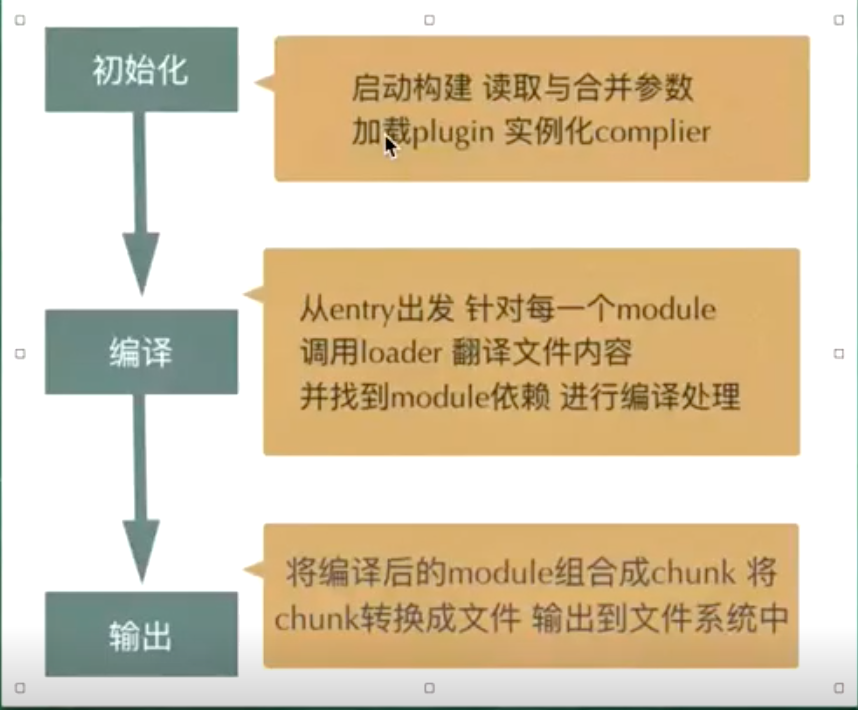 初始化
启动构建 读取与合并参数
加载plugin 实例化complier
编译
从entry出发 针对每一个module
调用loader 翻译文件内容
并找到module依赖 进行编译处理
输出
将编译后的module组合成chunk 将
chunk转换成文件 输出到文件系统中